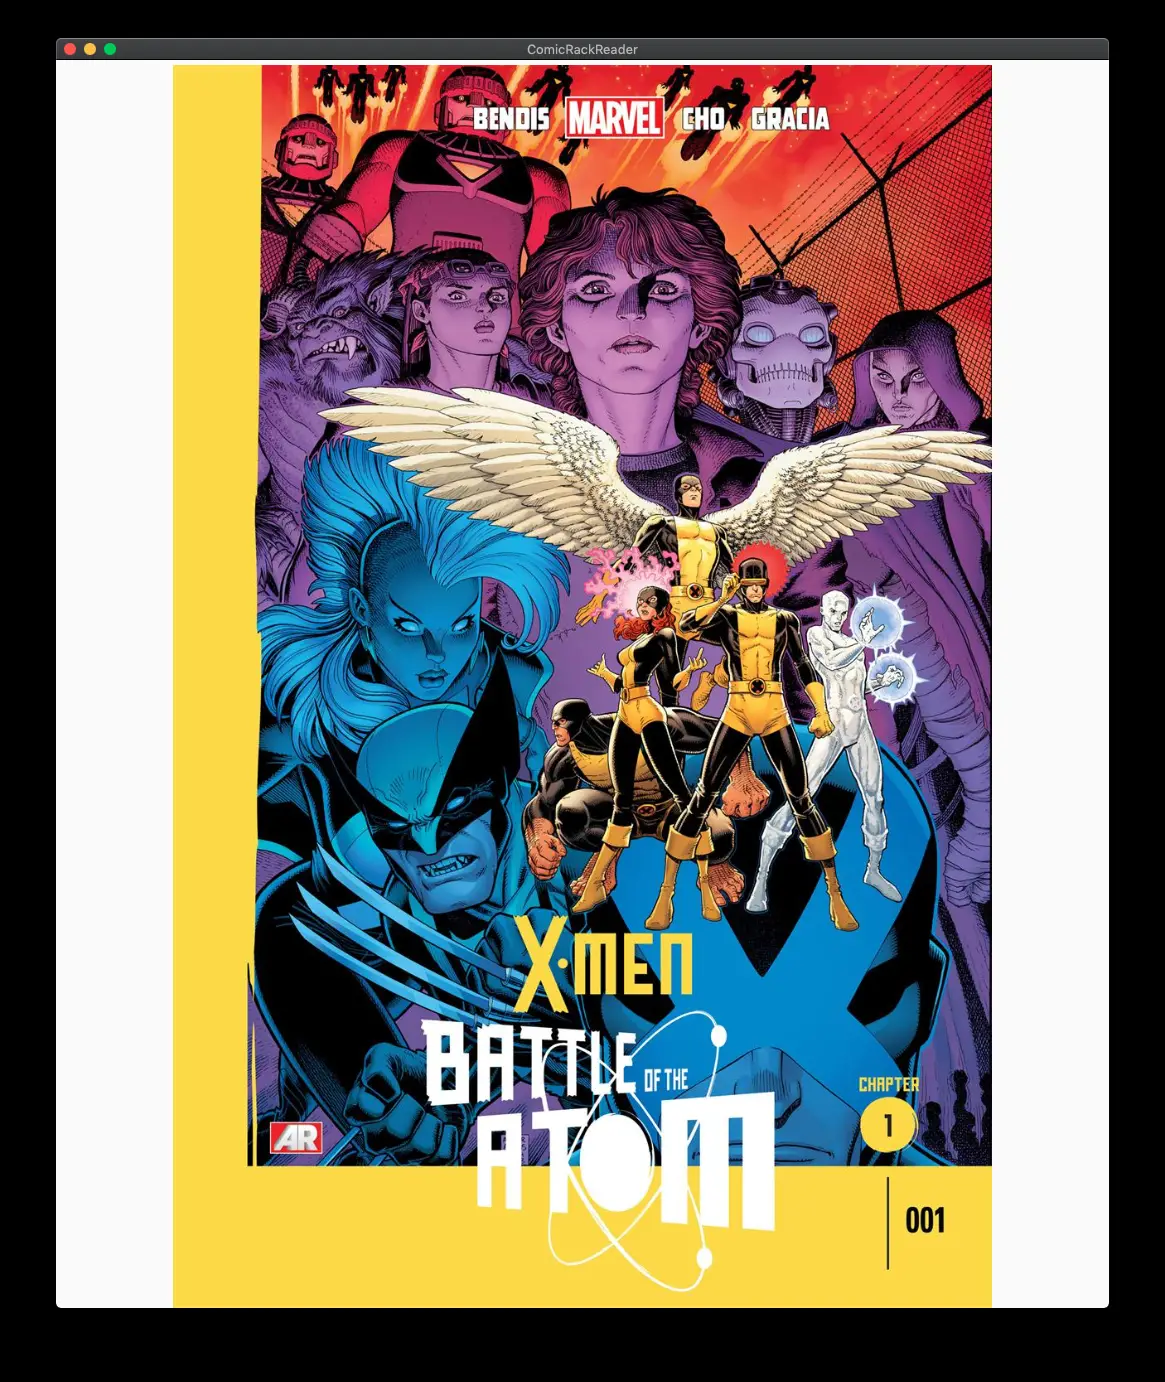 ComicRackReader
BENDIS MARVEL CHO GRACIA
X-MEN
BATTLE OF THE
ATOM
CHAPTER
1
AR
001